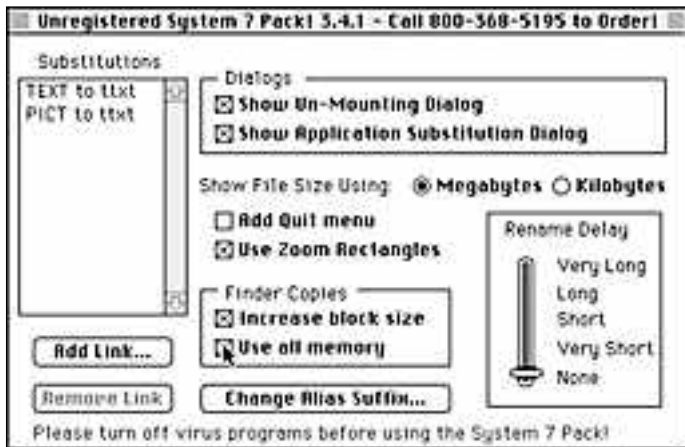 Unregistered System 7 Pack! 3.4.1 - Call 800-368-5195 to Order!
Substitutions
TEXT to ttxt
PICT to ttxt
Add Link...
Remove Link
Dialogs
Show Un-Mounting Dialog
Show Application Substitution Dialog
Show File Size Using: Megabytes Kilobytes
Add Quit menu
Use Zoom Rectangles
Finder Copies
Increase block size
Use all memory
Change Alias Suffix...
Rename Delay
Very Long
Long
Short
Very Short
None
Please turn off virus programs before using the System 7 Pack!